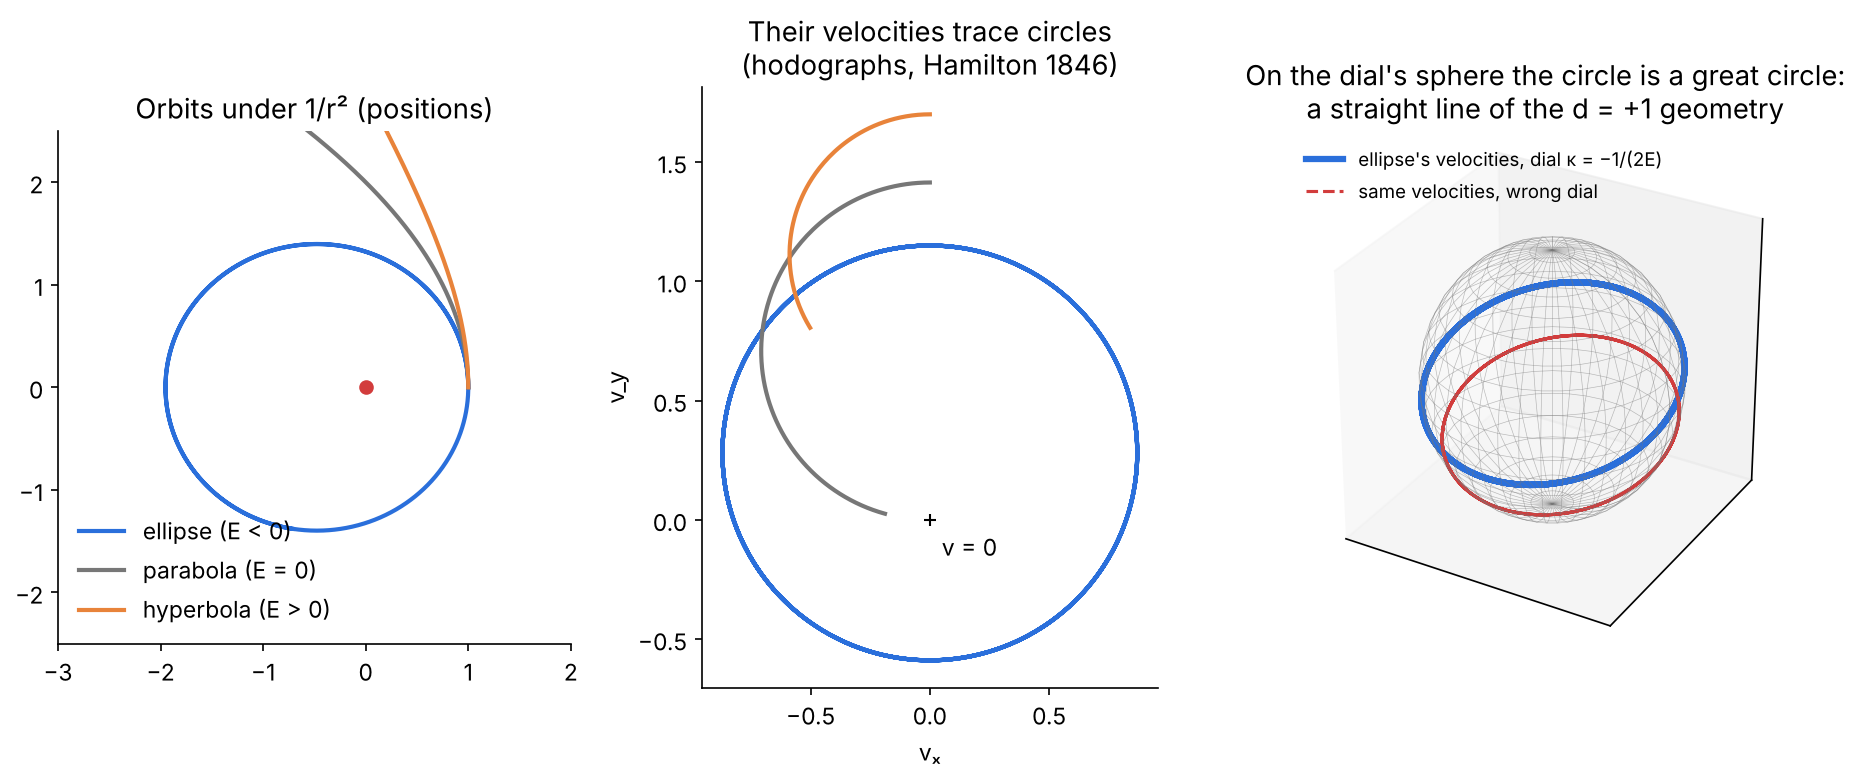 Orbits under 1/r² (positions)
2
1
0
−1
−2
ellipse (E < 0)
parabola (E = 0)
hyperbola (E > 0)
−3
−2
−1
0
1
2
Their velocities trace circles
(hodographs, Hamilton 1846)
v_y
1.5
1.0
0.5
0.0
−0.5
v = 0
−0.5
0.0
0.5
vₓ
On the dial's sphere the circle is a great circle:
a straight line of the d = +1 geometry
ellipse's velocities, dial κ = −1/(2E)
same velocities, wrong dial